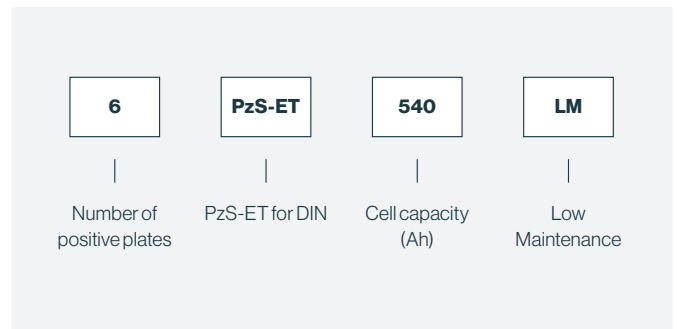 6
PzS-ET
540
LM
Number of
positive plates
PzS-ET for DIN
Cell capacity
(Ah)
Low
Maintenance